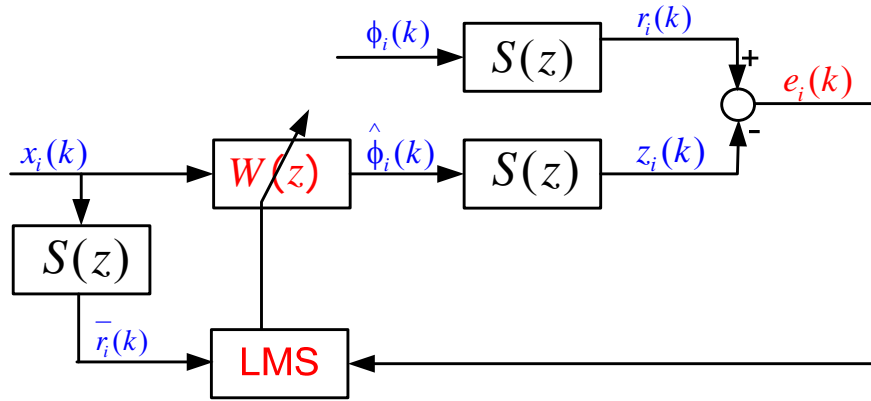 ϕᵢ(k)
S(z)
rᵢ(k)
+
eᵢ(k)
xᵢ(k)
W(z)
ϕ̂ᵢ(k)
S(z)
zᵢ(k)
-
S(z)
r̅ᵢ(k)
LMS